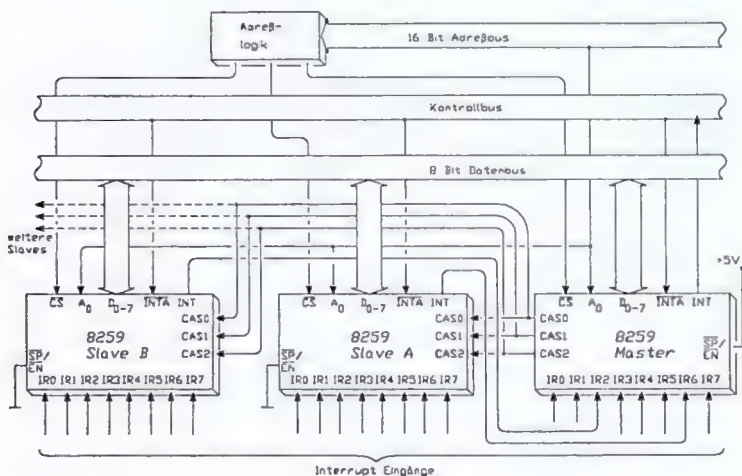 Adreß-
logik
16 Bit Adreßbus
Kontrollbus
8 Bit Datenbus
weitere
Slaves
+5V
CS A0 D0-7 INTA INT
CAS0
8259 CAS1
Slave B CAS2
SP/
EN
IR0 IR1 IR2 IR3 IR4 IR5 IR6 IR7
CS A0 D0-7 INTA INT
CAS0
8259 CAS1
Slave A CAS2
SP/
EN
IR0 IR1 IR2 IR3 IR4 IR5 IR6 IR7
CS A0 D0-7 INTA INT
CAS0
CAS1 8259
CAS2 Master
SP/
EN
IR0 IR1 IR2 IR3 IR4 IR5 IR6 IR7
Interrupt Eingänge